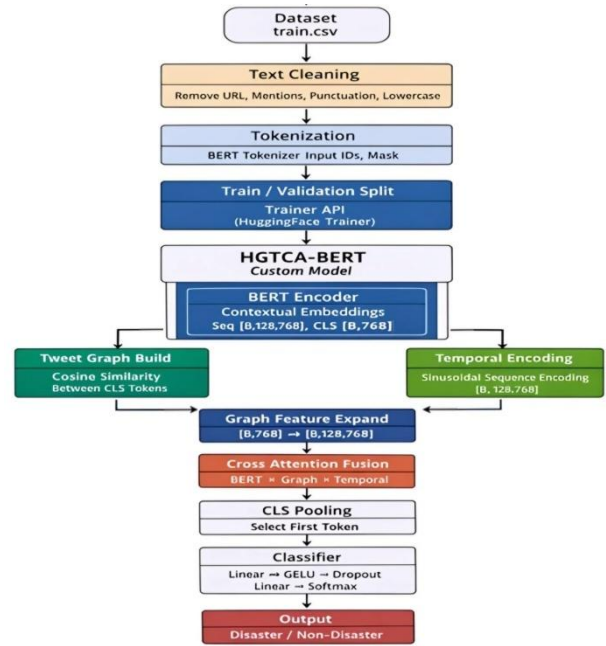 Dataset
train.csv
Text Cleaning
Remove URL, Mentions, Punctuation, Lowercase
Tokenization
BERT Tokenizer Input IDs, Mask
Train / Validation Split
Trainer API
(HuggingFace Trainer)
HGTCA-BERT
Custom Model
BERT Encoder
Contextual Embeddings
Seq [B,128,768], CLS [B,768]
Tweet Graph Build
Cosine Similarity
Between CLS Tokens
Temporal Encoding
Sinusoidal Sequence Encoding
[B, 128.768]
Graph Feature Expand
[B,768] → [B,128,768]
Cross Attention Fusion
BERT × Graph × Temporal
CLS Pooling
Select First Token
Classifier
Linear → GELU → Dropout
Linear → Softmax
Output
Disaster / Non-Disaster